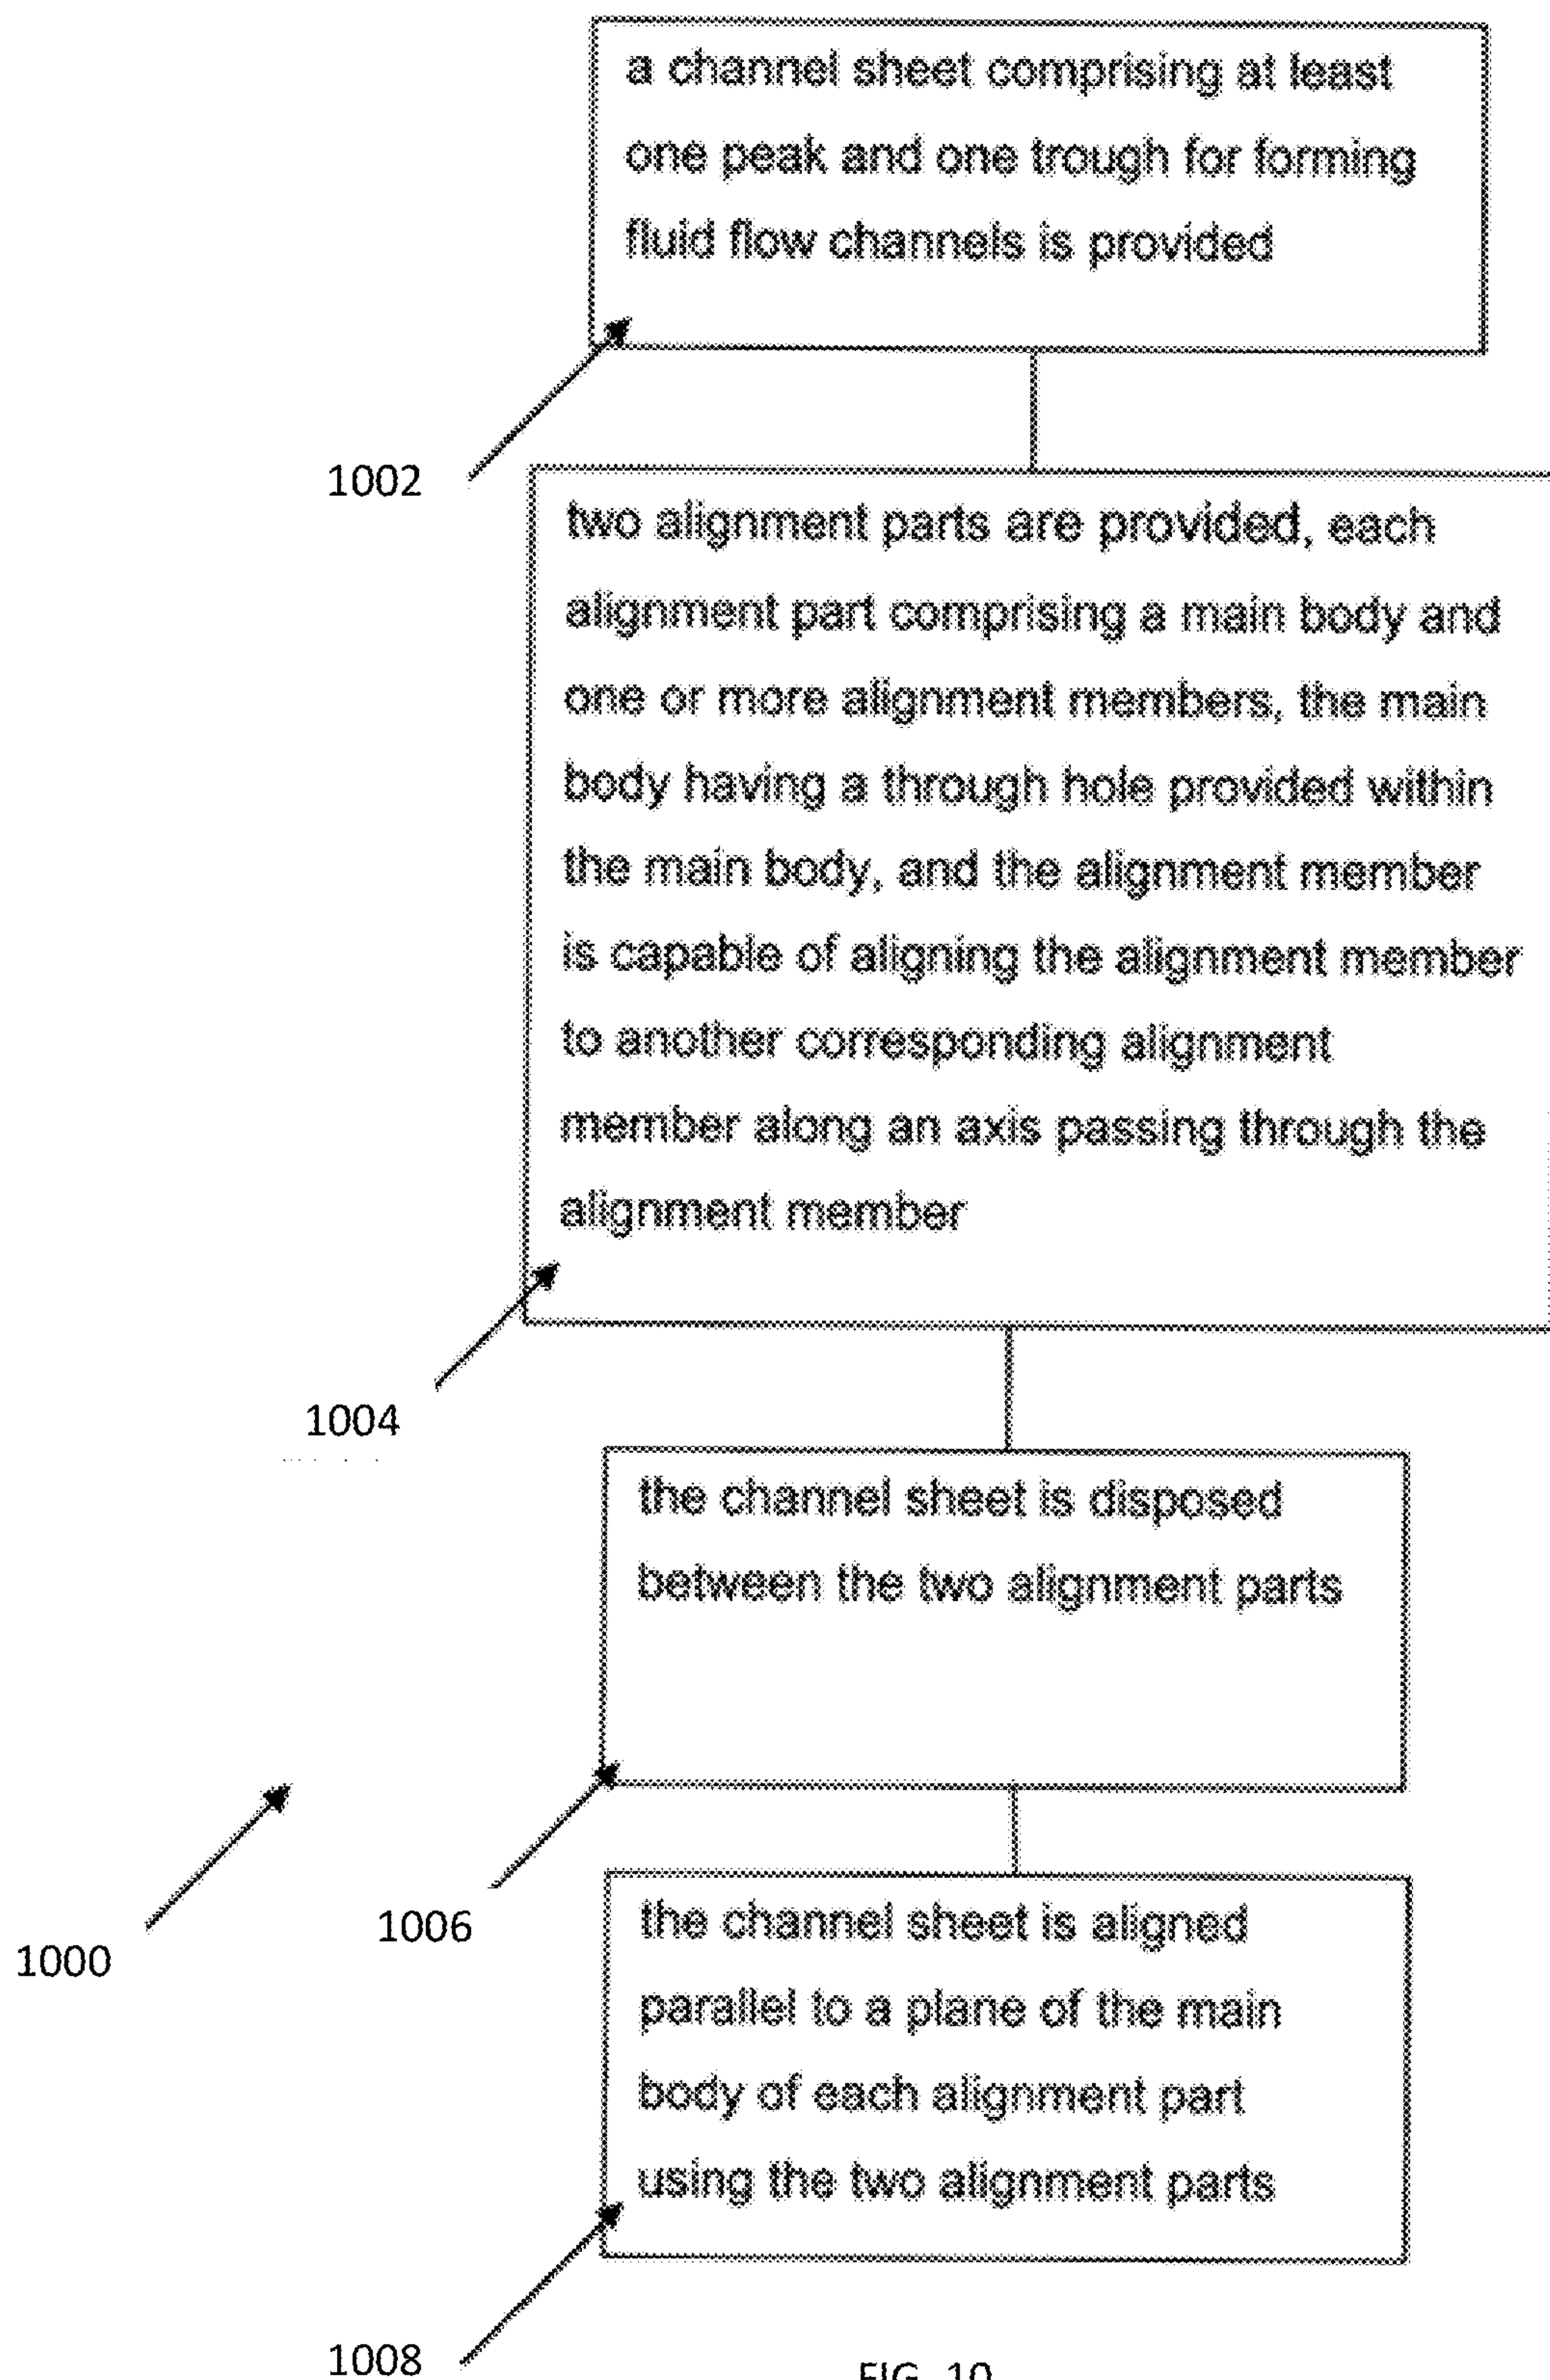 a channel sheet comprising at least
one peak and one trough for forming
fluid flow channels is provided
1002
two alignment parts are provided, each
alignment part comprising a main body and
one or more alignment members, the main
body having a through hole provided within
the main body, and the alignment member
is capable of aligning the alignment member
to another corresponding alignment
member along an axis passing through the
alignment member
1004
the channel sheet is disposed
between the two alignment parts
1006
1000
the channel sheet is aligned
parallel to a plane of the main
body of each alignment part
using the two alignment parts
1008
FIG. 10